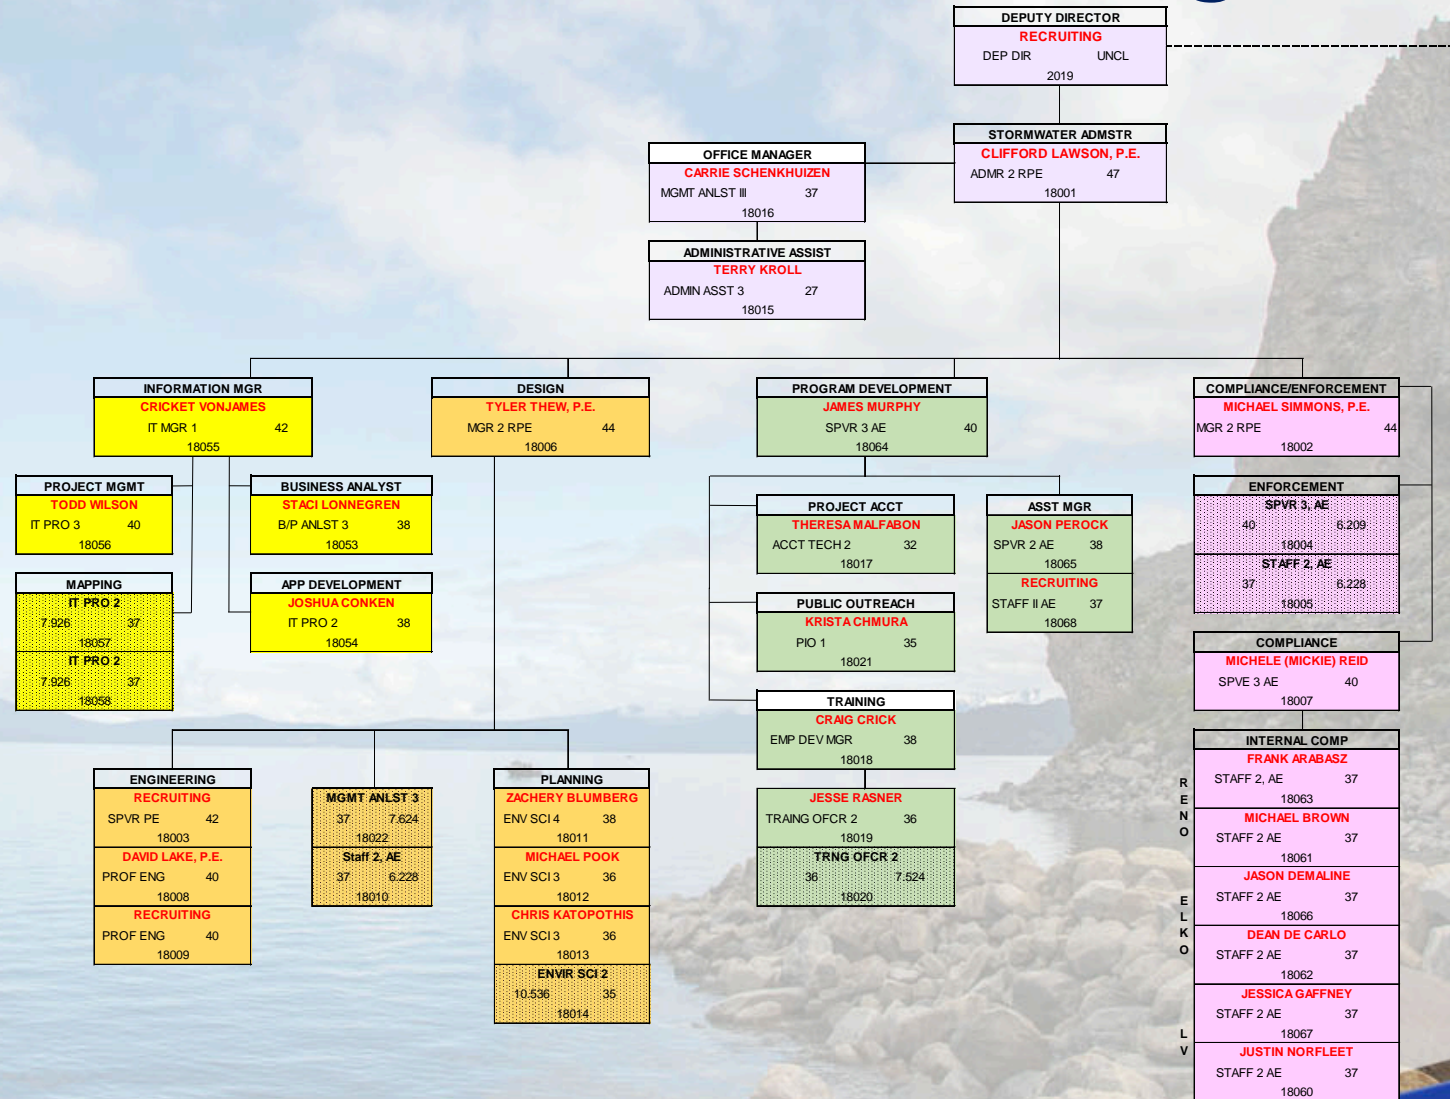 DEPUTY DIRECTOR
RECRUITING
DEP DIR UNCL
2019
STORMWATER ADMSTR
CLIFFORD LAWSON, P.E.
ADMR 2 RPE 47
18001
OFFICE MANAGER
CARRIE SCHENKHUIZEN
MGMT ANLST III 37
18016
ADMINISTRATIVE ASSIST
TERRY KROLL
ADMIN ASST 3 27
18015
INFORMATION MGR
CRICKET VONJAMES
IT MGR 1 42
18055
PROJECT MGMT
TODD WILSON
IT PRO 3 40
18056
MAPPING
IT PRO 2
7.926 37
18057
IT PRO 2
7.926 37
18058
BUSINESS ANALYST
STACI LONNEGREN
B/P ANLST 3 38
18053
APP DEVELOPMENT
JOSHUA CONKEN
IT PRO 2 38
18054
DESIGN
TYLER THEW, P.E.
MGR 2 RPE 44
18006
ENGINEERING
RECRUITING
SPVR PE 42
18003
DAVID LAKE, P.E.
PROF ENG 40
18008
RECRUITING
PROF ENG 40
18009
MGMT ANLST 3
37 7.624
18022
Staff 2, AE
37 6.228
18010
PLANNING
ZACHERY BLUMBERG
ENV SCI 4 38
18011
MICHAEL POOK
ENV SCI 3 36
18012
CHRIS KATOPOTHIS
ENV SCI 3 36
18013
ENVIR SCI 2
10.536 35
18014
PROGRAM DEVELOPMENT
JAMES MURPHY
SPVR 3 AE 40
18064
PROJECT ACCT
THERESA MALFABON
ACCT TECH 2 32
18017
PUBLIC OUTREACH
KRISTA CHMURA
PIO 1 35
18021
TRAINING
CRAIG CRICK
EMP DEV MGR 38
18018
JESSE RASNER
TRAING OFCR 2 36
18019
TRNG OFCR 2
36 7.524
18020
ASST MGR
JASON PEROCK
SPVR 2 AE 38
18065
RECRUITING
STAFF II AE 37
18068
COMPLIANCE/ENFORCEMENT
MICHAEL SIMMONS, P.E.
MGR 2 RPE 44
18002
ENFORCEMENT
SPVR 3, AE
40 6.209
18004
STAFF 2, AE
37 6.228
18005
COMPLIANCE
MICHELE (MICKIE) REID
SPVE 3 AE 40
18007
INTERNAL COMP
RENO
FRANK ARABASZ
STAFF 2, AE 37
18063
MICHAEL BROWN
STAFF 2 AE 37
18061
ELKO
JASON DEMALINE
STAFF 2 AE 37
18066
DEAN DE CARLO
STAFF 2 AE 37
18062
LV
JESSICA GAFFNEY
STAFF 2 AE 37
18067
JUSTIN NORFLEET
STAFF 2 AE 37
18060